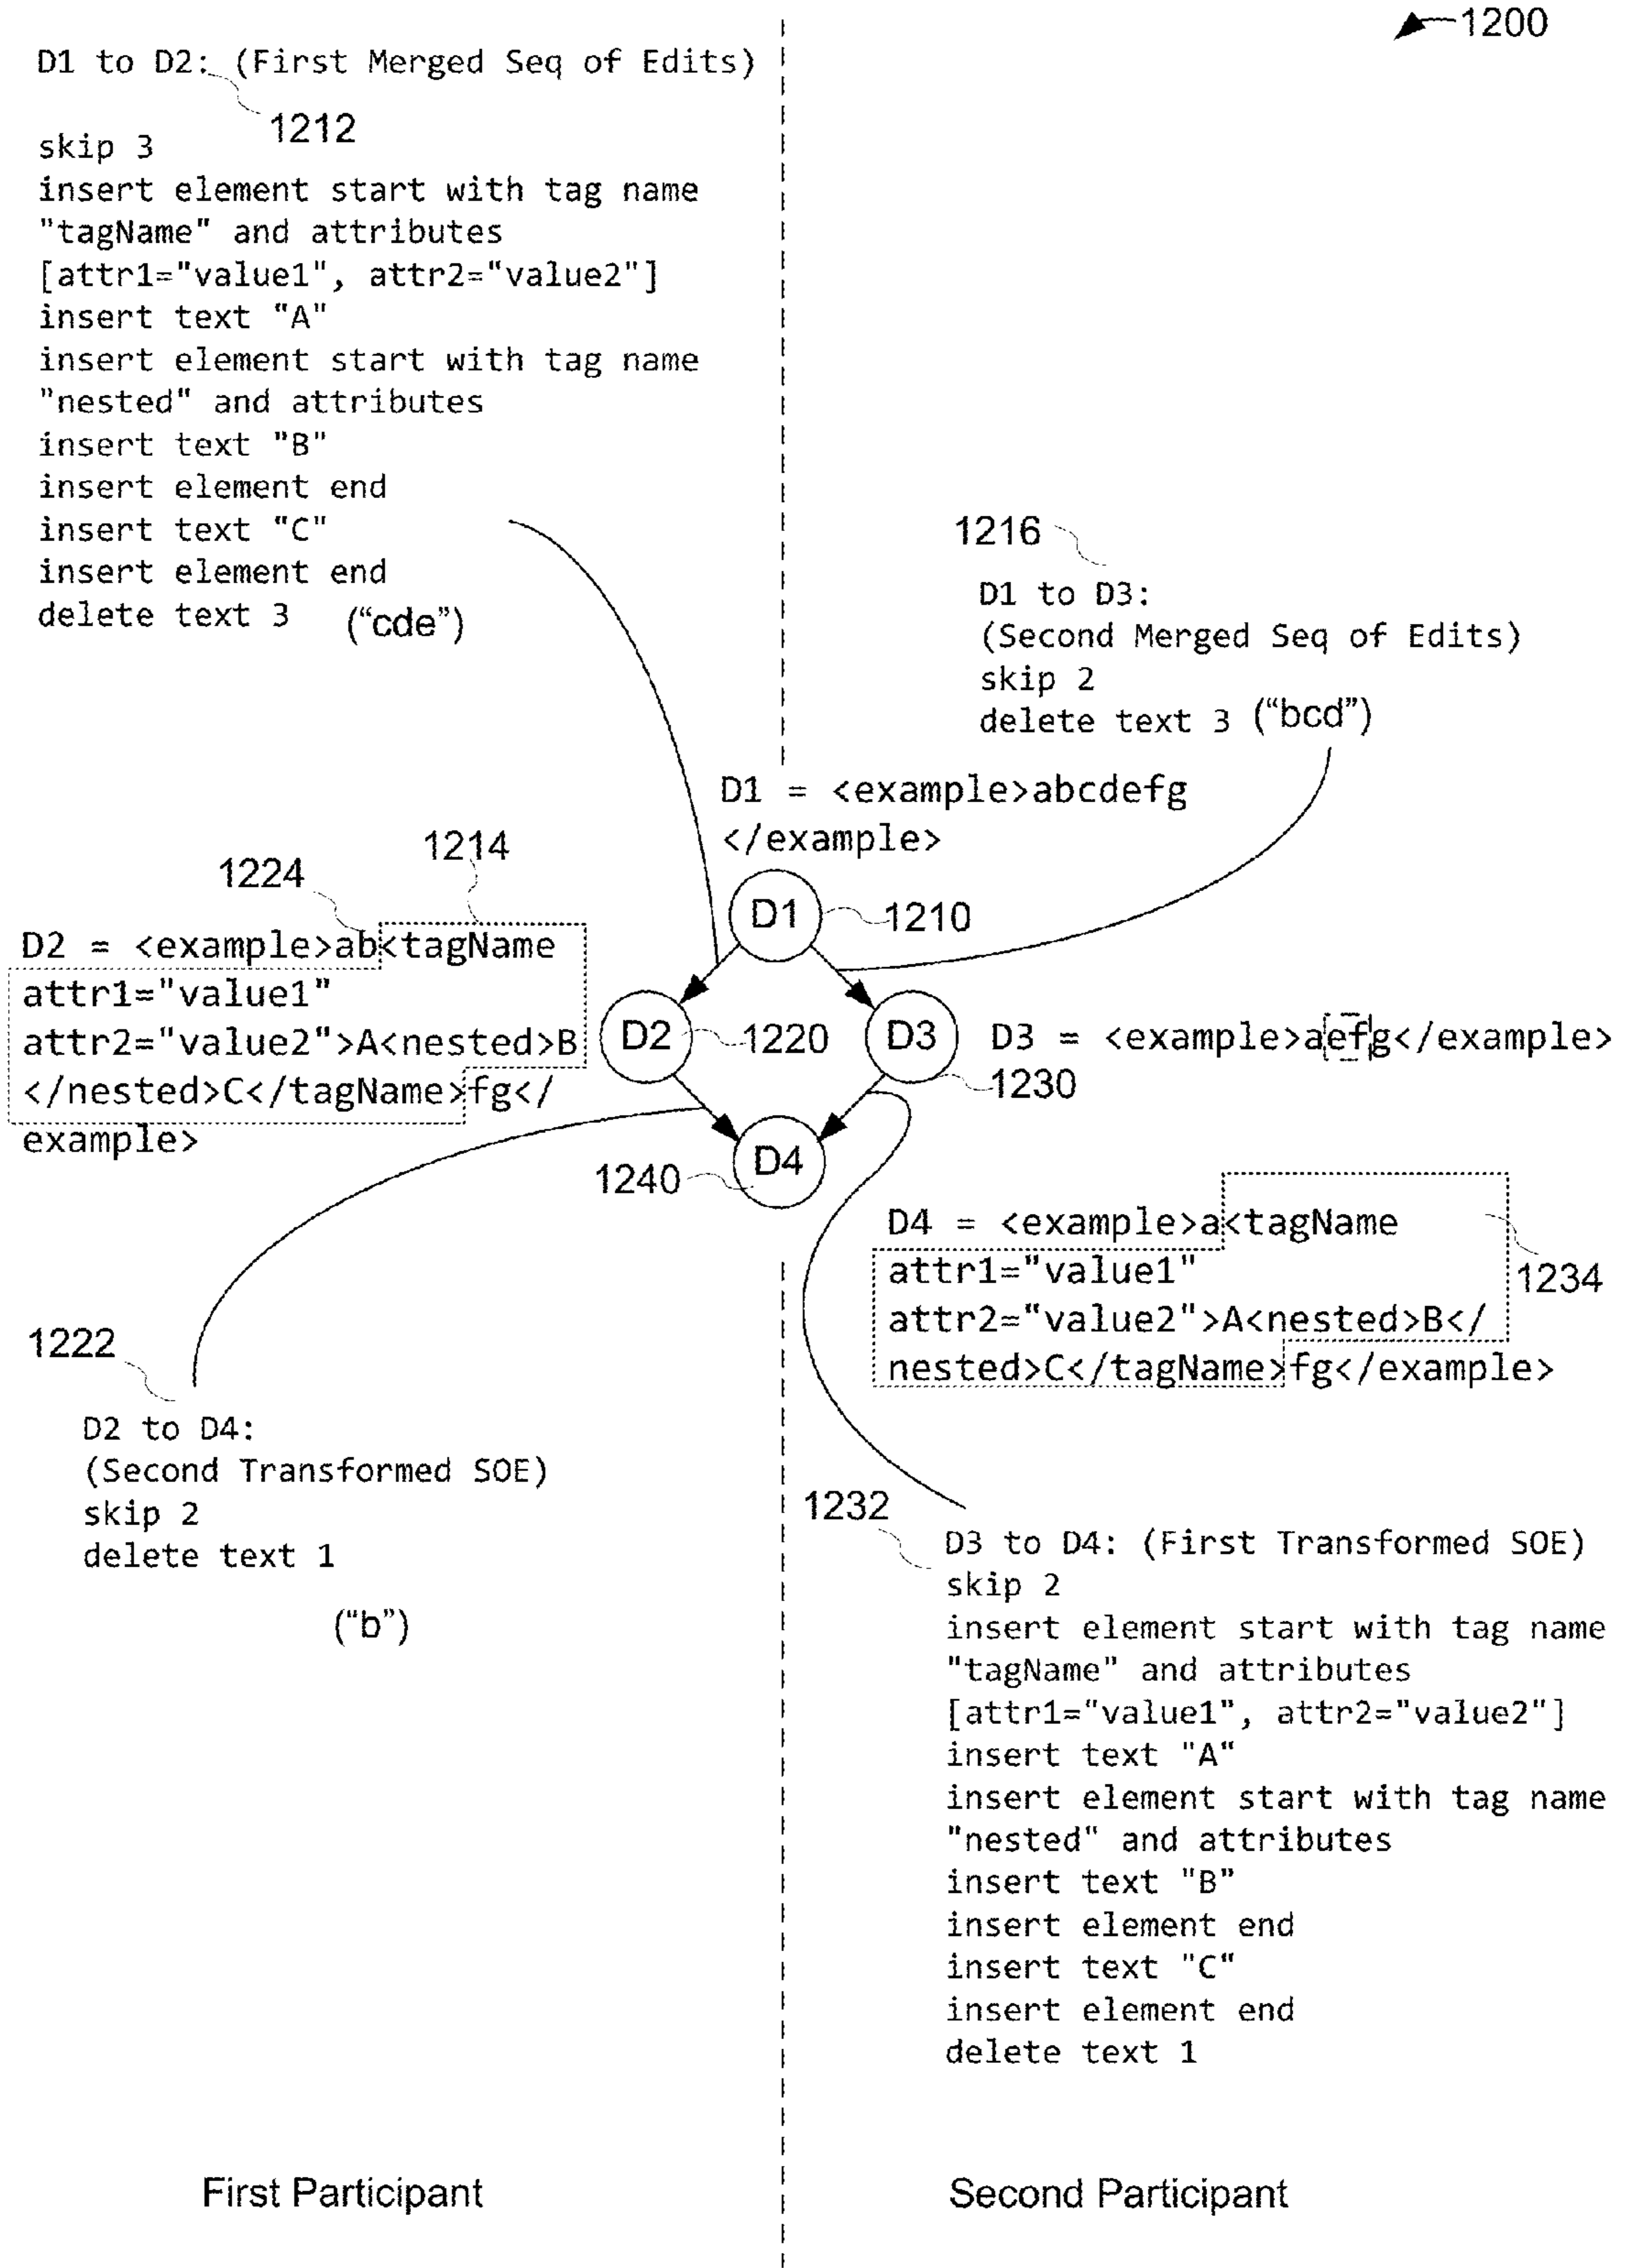 1200
D1 to D2: (First Merged Seq of Edits)
1212
skip 3
insert element start with tag name
"tagName" and attributes
[attr1="value1", attr2="value2"]
insert text "A"
insert element start with tag name
"nested" and attributes
insert text "B"
insert element end
insert text "C"
insert element end
delete text 3 ("cde")
1216
D1 to D3:
(Second Merged Seq of Edits)
skip 2
delete text 3 ("bcd")
D1 = <example>abcdefg
</example>
1214
1224
D1
1210
D2 = <example>ab<tagName
attr1="value1"
attr2="value2">A<nested>B
</nested>C</tagName>fg</
example>
D2
1220
D3
D3 = <example>aefg</example>
1230
D4
1240
D4 = <example>a<tagName
attr1="value1"
attr2="value2">A<nested>B</
nested>C</tagName>fg</example>
1234
1222
D2 to D4:
(Second Transformed SOE)
skip 2
delete text 1
("b")
1232
D3 to D4: (First Transformed SOE)
skip 2
insert element start with tag name
"tagName" and attributes
[attr1="value1", attr2="value2"]
insert text "A"
insert element start with tag name
"nested" and attributes
insert text "B"
insert element end
insert text "C"
insert element end
delete text 1
First Participant
Second Participant